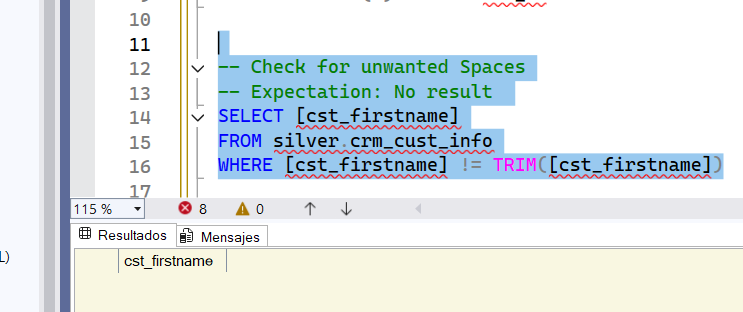 10
11
12 -- Check for unwanted Spaces
13 -- Expectation: No result
14 SELECT [cst_firstname]
15 FROM silver.crm_cust_info
16 WHERE [cst_firstname] != TRIM([cst_firstname])
17
115 % 8 0
Resultados Mensajes
L)
cst_firstname